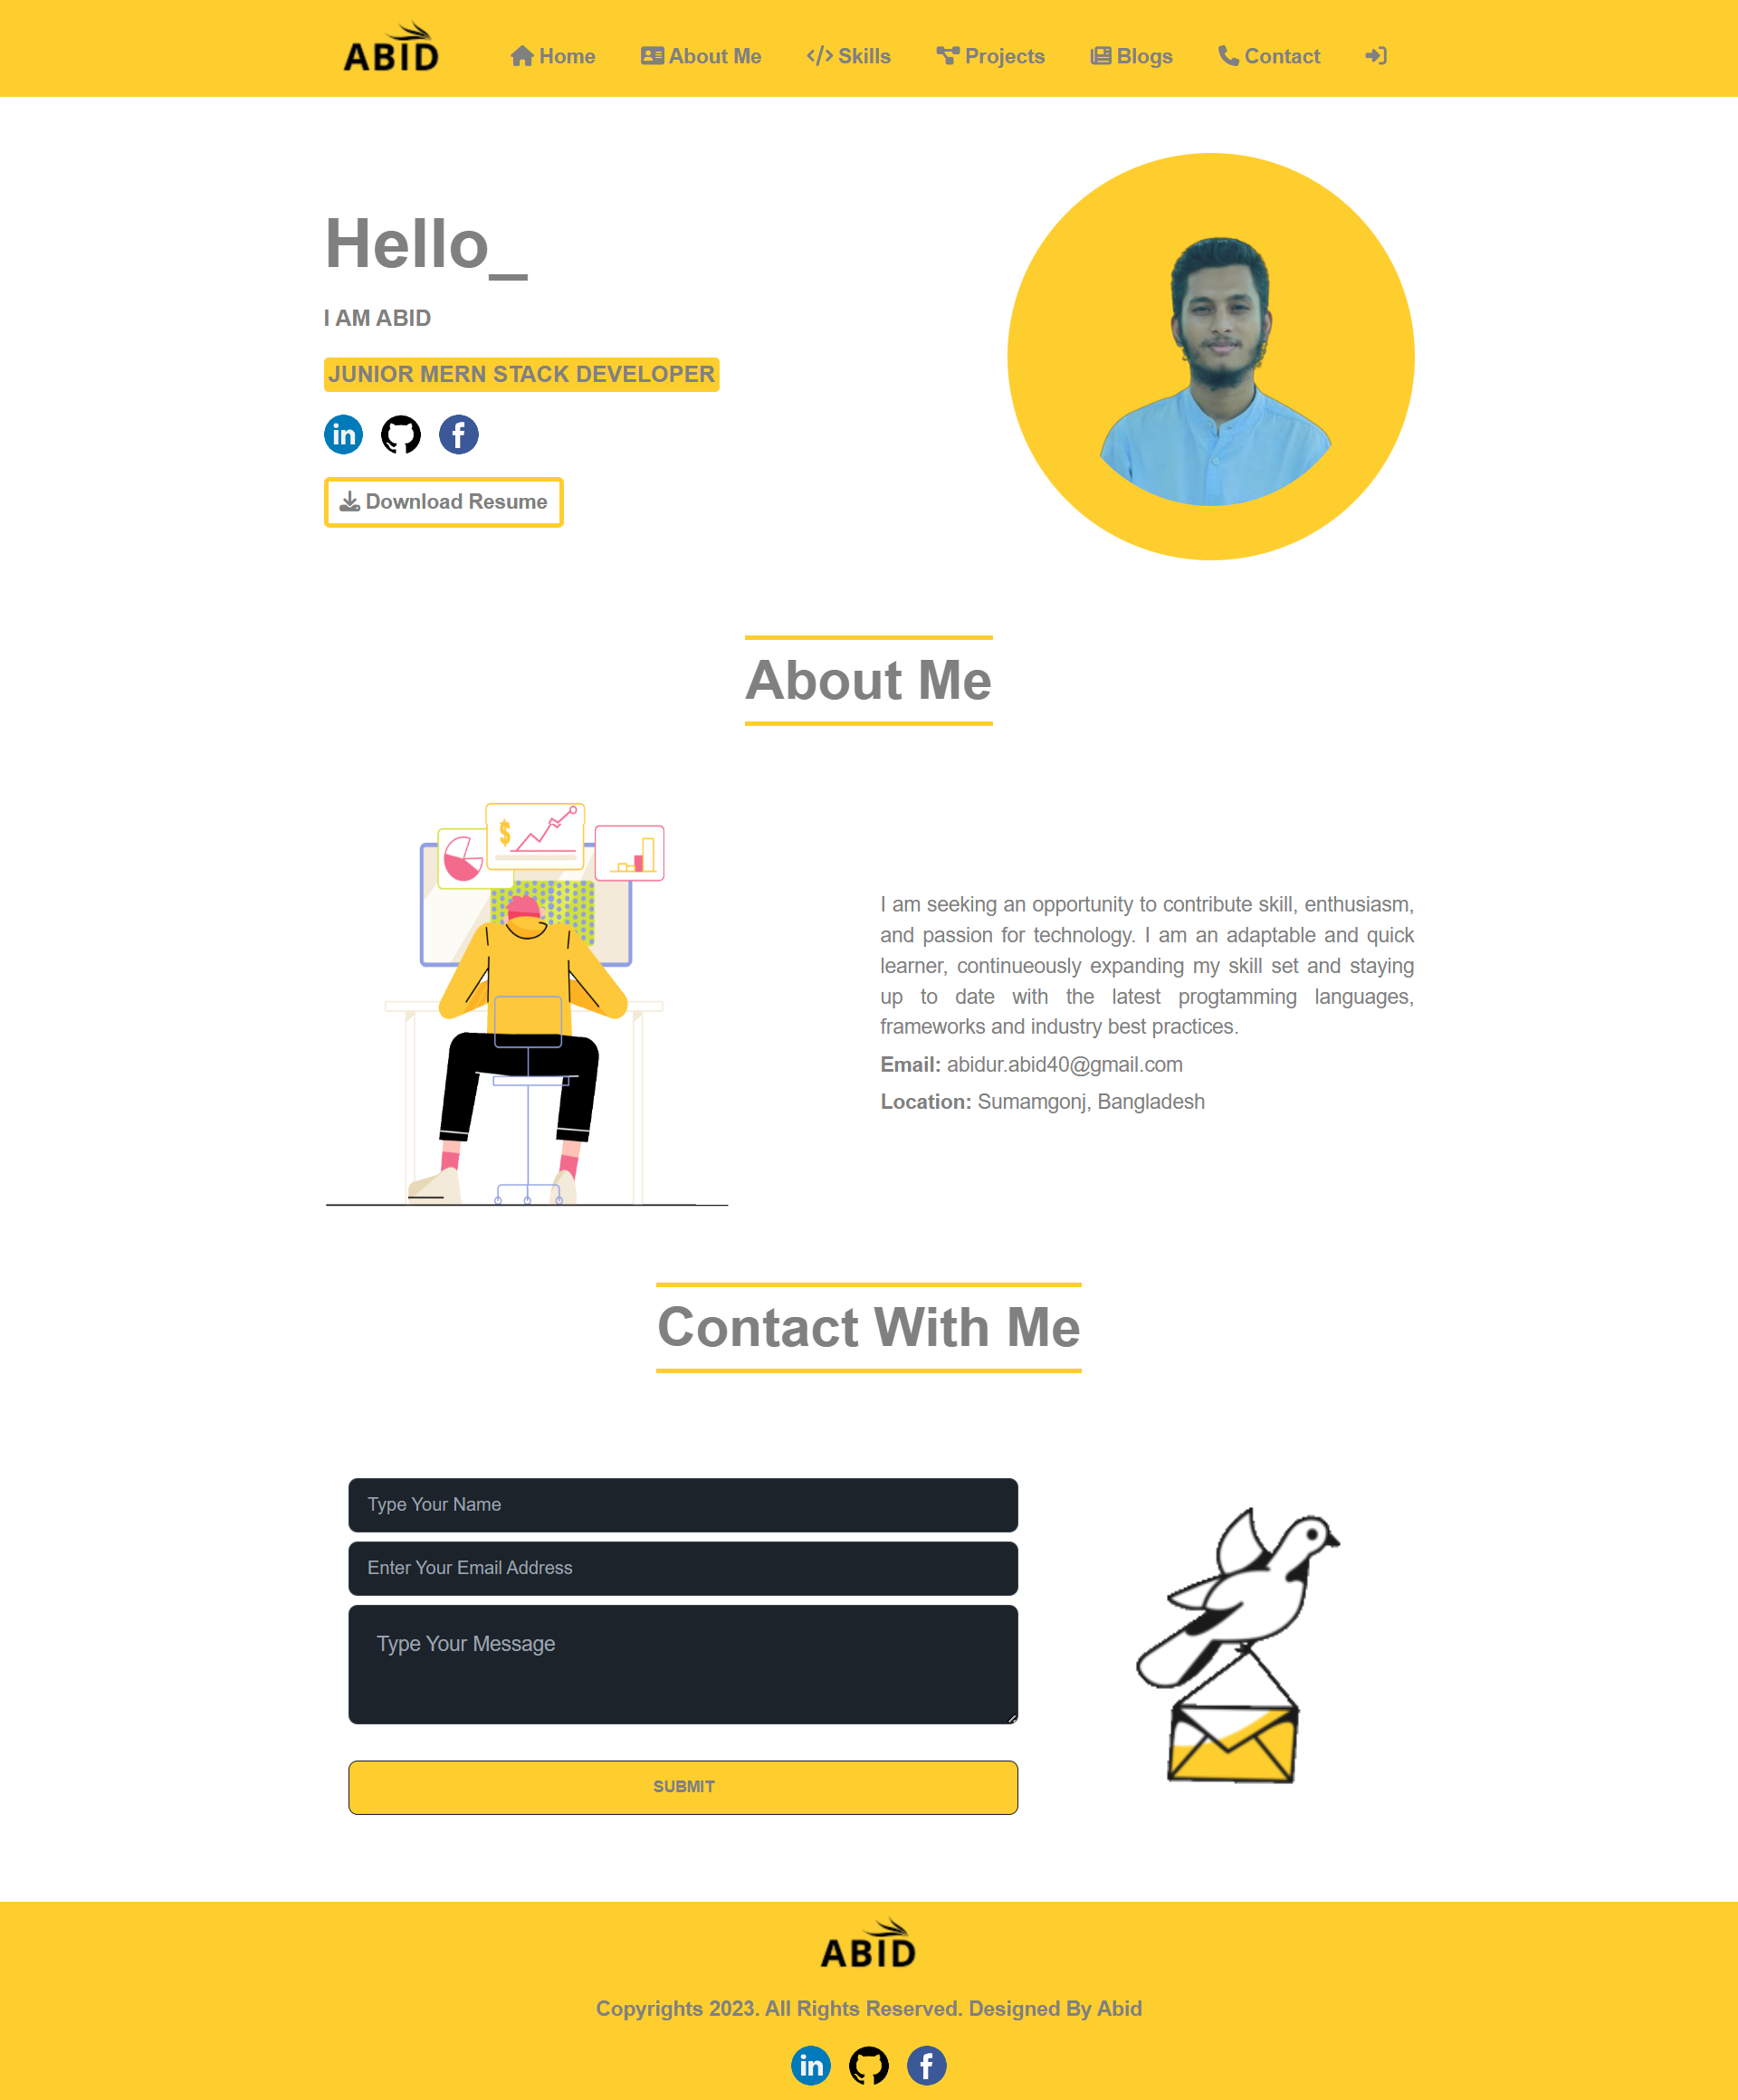 ABID
Home About Me Skills Projects Blogs Contact
Hello_
I AM ABID
JUNIOR MERN STACK DEVELOPER
in f
Download Resume
About Me
$
I am seeking an opportunity to contribute skill, enthusiasm,
and passion for technology. I am an adaptable and quick
learner, continueously expanding my skill set and staying
up to date with the latest progtamming languages,
frameworks and industry best practices.
Email: abidur.abid40@gmail.com
Location: Sumamgonj, Bangladesh
Contact With Me
Type Your Name
Enter Your Email Address
Type Your Message
SUBMIT
ABID
Copyrights 2023. All Rights Reserved. Designed By Abid
in f